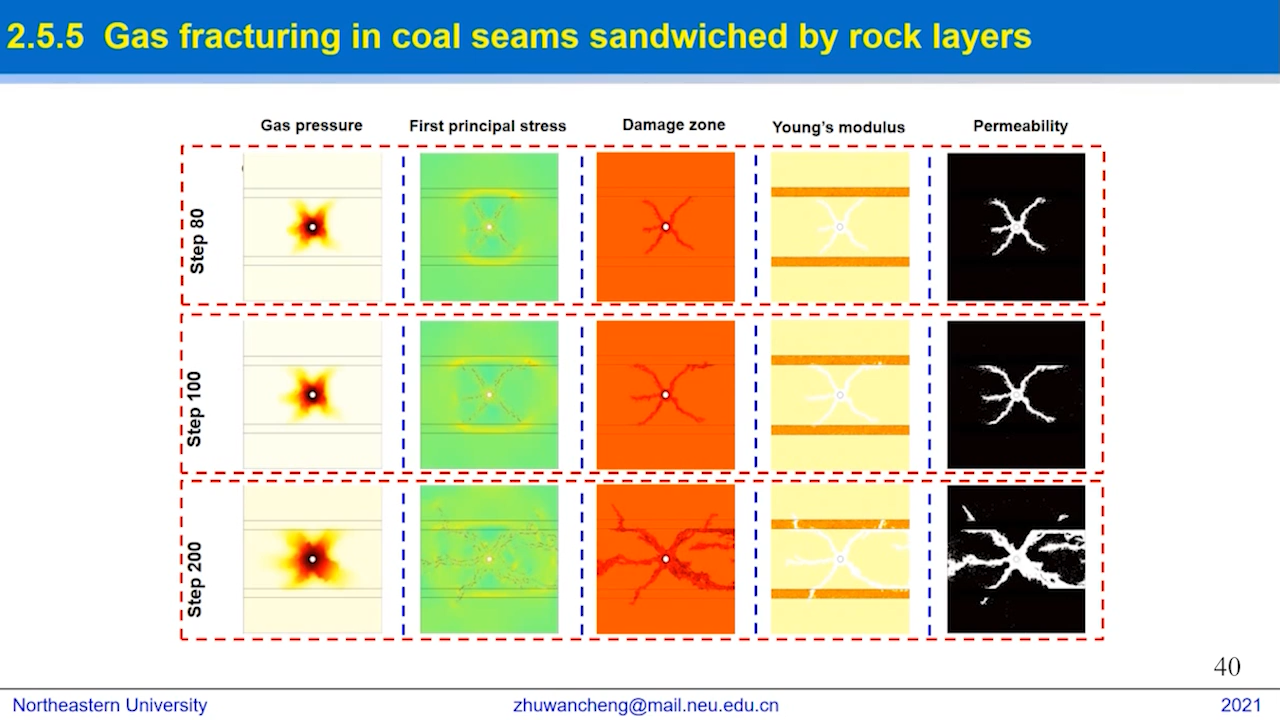 2.5.5 Gas fracturing in coal seams sandwiched by rock layers
Gas pressure First principal stress Damage zone Young's modulus Permeability
Step 80
Step 100
Step 200
40
Northeastern University zhuwancheng@mail.neu.edu.cn 2021